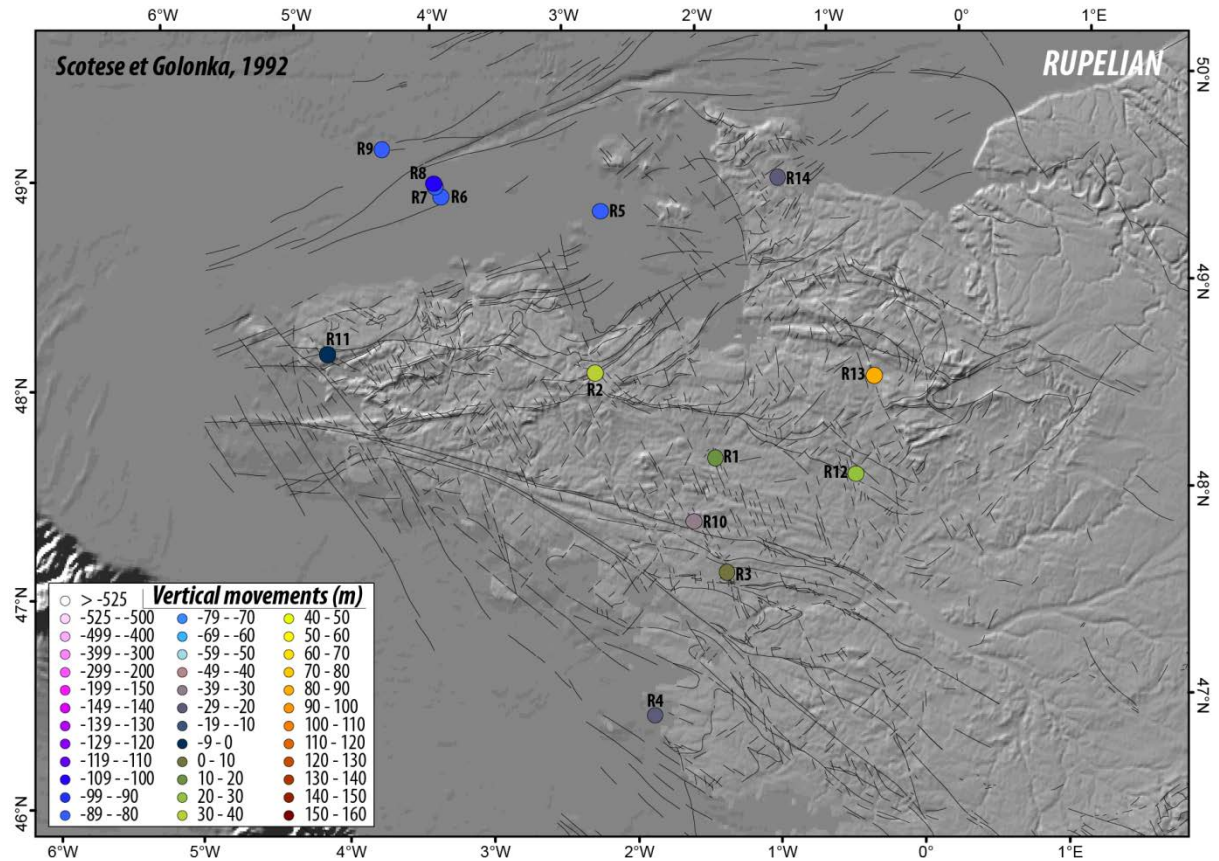 6°W 5°W 4°W 3°W 2°W 1°W 0° 1°E
Scotese et Golonka, 1992
RUPELIAN
50°N
R9
49°N
R8
R7
R6
R5
R14
49°N
R11
R2
R13
48°N
R1
R12
48°N
R10
R3
47°N
R4
47°N
46°N
Vertical movements (m)
> -525
-525 - -500
-499 - -400
-399 - -300
-299 - -200
-199 - -150
-149 - -140
-139 - -130
-129 - -120
-119 - -110
-109 - -100
-99 - -90
-89 - -80
-79 - -70
-69 - -60
-59 - -50
-49 - -40
-39 - -30
-29 - -20
-19 - -10
-9 - 0
0 - 10
10 - 20
20 - 30
30 - 40
40 - 50
50 - 60
60 - 70
70 - 80
80 - 90
90 - 100
100 - 110
110 - 120
120 - 130
130 - 140
140 - 150
150 - 160
6°W 5°W 4°W 3°W 2°W 1°W 0° 1°E